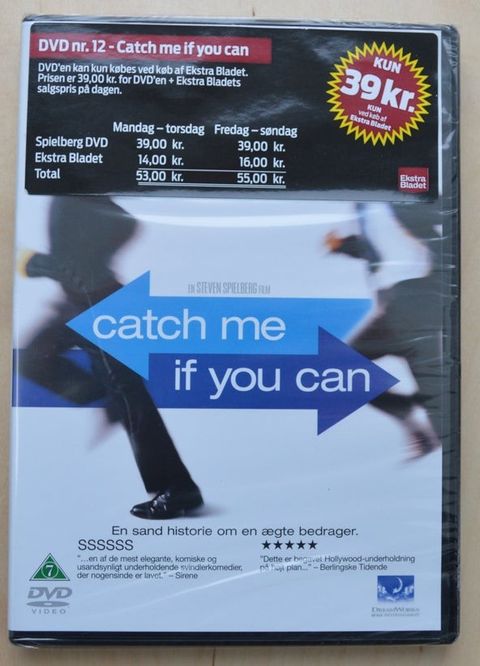 DVD nr. 12 - Catch me if you can
DVD'en kan kun købes ved køb af Ekstra Bladet.
Prisen er 39,00 kr. for DVD'en + Ekstra Bladets
salgspris på dagen.
KUN
39 kr.
KUN
ved køb af
Ekstra Bladet
Mandag – torsdag Fredag – søndag
Spielberg DVD 39,00 kr. 39,00 kr.
Ekstra Bladet 14,00 kr. 16,00 kr.
Total 53,00 kr. 55,00 kr.
Ekstra
Bladet
EN STEVEN SPIELBERG FILM
catch me
if you can
En sand historie om en ægte bedrager.
SSSSSS
"...en af de mest elegante, komiske og
usandsynligt underholdende svindlerkomedier,
der nogensinde er lavet." – Sirene
★★★★★
"Dette er begavet Hollywood-underholdning
på højt plan..." – Berlingske Tidende
7
DVD
VIDEO
DREAMWORKS
HOME ENTERTAINMENT